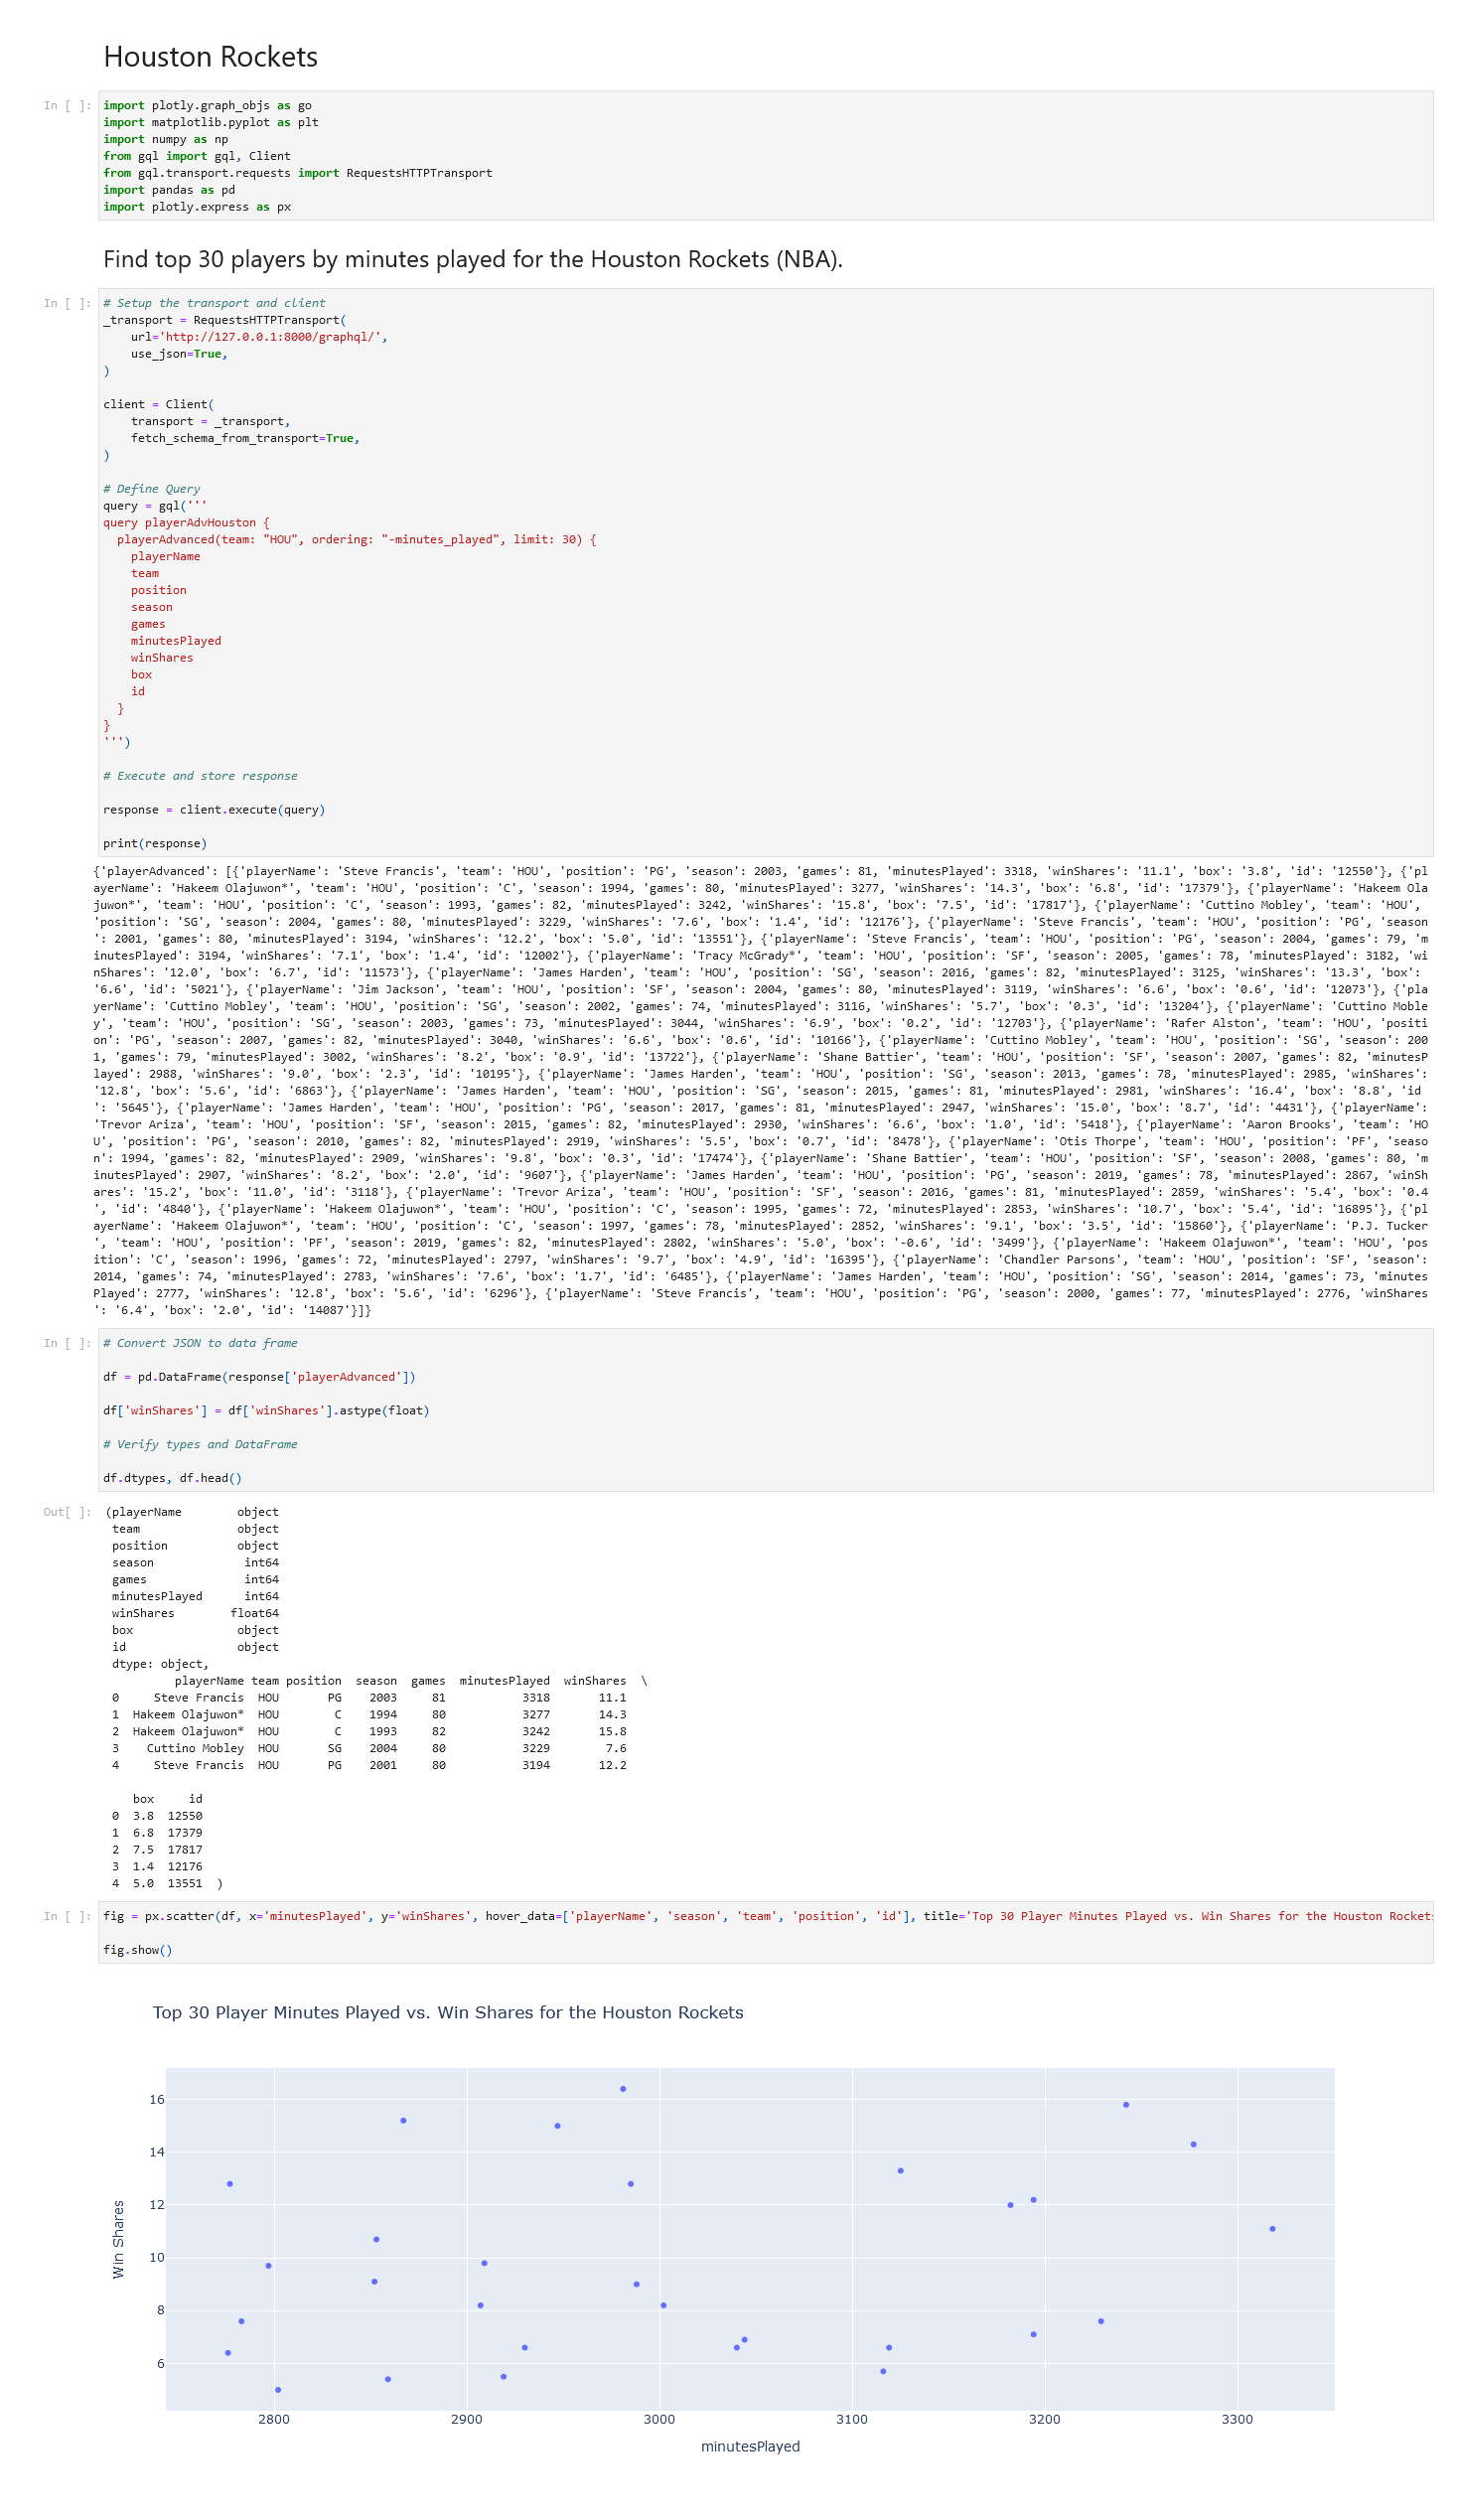 Houston Rockets
In [ ]:
import plotly.graph_objs as go
import matplotlib.pyplot as plt
import numpy as np
from gql import gql, Client
from gql.transport.requests import RequestsHTTPTransport
import pandas as pd
import plotly.express as px
Find top 30 players by minutes played for the Houston Rockets (NBA).
In [ ]:
# Setup the transport and client
_transport = RequestsHTTPTransport(
    url='http://127.0.0.1:8000/graphql/',
    use_json=True,
)
client = Client(
    transport = _transport,
    fetch_schema_from_transport=True,
)
# Define Query
query = gql('''
query playerAdvHouston {
  playerAdvanced(team: "HOU", ordering: "-minutes_played", limit: 30) {
    playerName
    team
    position
    season
    games
    minutesPlayed
    winShares
    box
    id
  }
}
''')
# Execute and store response
response = client.execute(query)
print(response)
{'playerAdvanced': [{'playerName': 'Steve Francis', 'team': 'HOU', 'position': 'PG', 'season': 2003, 'games': 81, 'minutesPlayed': 3318, 'winShares': '11.1', 'box': '3.8', 'id': '12550'}, {'pl
ayerName': 'Hakeem Olajuwon*', 'team': 'HOU', 'position': 'C', 'season': 1994, 'games': 80, 'minutesPlayed': 3277, 'winShares': '14.3', 'box': '6.8', 'id': '17379'}, {'playerName': 'Hakeem Ola
juwon*', 'team': 'HOU', 'position': 'C', 'season': 1993, 'games': 82, 'minutesPlayed': 3242, 'winShares': '15.8', 'box': '7.5', 'id': '17817'}, {'playerName': 'Cuttino Mobley', 'team': 'HOU',
'position': 'SG', 'season': 2004, 'games': 80, 'minutesPlayed': 3229, 'winShares': '7.6', 'box': '1.4', 'id': '12176'}, {'playerName': 'Steve Francis', 'team': 'HOU', 'position': 'PG', 'season
': 2001, 'games': 80, 'minutesPlayed': 3194, 'winShares': '12.2', 'box': '5.0', 'id': '13551'}, {'playerName': 'Steve Francis', 'team': 'HOU', 'position': 'PG', 'season': 2004, 'games': 79, 'm
inutesPlayed': 3194, 'winShares': '7.1', 'box': '1.4', 'id': '12002'}, {'playerName': 'Tracy McGrady*', 'team': 'HOU', 'position': 'SF', 'season': 2005, 'games': 78, 'minutesPlayed': 3182, 'wi
nShares': '12.0', 'box': '6.7', 'id': '11573'}, {'playerName': 'James Harden', 'team': 'HOU', 'position': 'SG', 'season': 2016, 'games': 82, 'minutesPlayed': 3125, 'winShares': '13.3', 'box':
'6.6', 'id': '5021'}, {'playerName': 'Jim Jackson', 'team': 'HOU', 'position': 'SF', 'season': 2004, 'games': 80, 'minutesPlayed': 3119, 'winShares': '6.6', 'box': '0.6', 'id': '12073'}, {'pla
yerName': 'Cuttino Mobley', 'team': 'HOU', 'position': 'SG', 'season': 2002, 'games': 74, 'minutesPlayed': 3116, 'winShares': '5.7', 'box': '0.3', 'id': '13204'}, {'playerName': 'Cuttino Moble
y', 'team': 'HOU', 'position': 'SG', 'season': 2003, 'games': 73, 'minutesPlayed': 3044, 'winShares': '6.9', 'box': '0.2', 'id': '12703'}, {'playerName': 'Rafer Alston', 'team': 'HOU', 'positi
on': 'PG', 'season': 2007, 'games': 82, 'minutesPlayed': 3040, 'winShares': '6.6', 'box': '0.6', 'id': '10166'}, {'playerName': 'Cuttino Mobley', 'team': 'HOU', 'position': 'SG', 'season': 200
1, 'games': 79, 'minutesPlayed': 3002, 'winShares': '8.2', 'box': '0.9', 'id': '13722'}, {'playerName': 'Shane Battier', 'team': 'HOU', 'position': 'SF', 'season': 2007, 'games': 82, 'minutesP
layed': 2988, 'winShares': '9.0', 'box': '2.3', 'id': '10195'}, {'playerName': 'James Harden', 'team': 'HOU', 'position': 'SG', 'season': 2013, 'games': 78, 'minutesPlayed': 2985, 'winShares':
'12.8', 'box': '5.6', 'id': '6863'}, {'playerName': 'James Harden', 'team': 'HOU', 'position': 'SG', 'season': 2015, 'games': 81, 'minutesPlayed': 2981, 'winShares': '16.4', 'box': '8.8', 'id
': '5645'}, {'playerName': 'James Harden', 'team': 'HOU', 'position': 'PG', 'season': 2017, 'games': 81, 'minutesPlayed': 2947, 'winShares': '15.0', 'box': '8.7', 'id': '4431'}, {'playerName':
'Trevor Ariza', 'team': 'HOU', 'position': 'SF', 'season': 2015, 'games': 82, 'minutesPlayed': 2930, 'winShares': '6.6', 'box': '1.0', 'id': '5418'}, {'playerName': 'Aaron Brooks', 'team': 'HO
U', 'position': 'PG', 'season': 2010, 'games': 82, 'minutesPlayed': 2919, 'winShares': '5.5', 'box': '0.7', 'id': '8478'}, {'playerName': 'Otis Thorpe', 'team': 'HOU', 'position': 'PF', 'seaso
n': 1994, 'games': 82, 'minutesPlayed': 2909, 'winShares': '9.8', 'box': '0.3', 'id': '17474'}, {'playerName': 'Shane Battier', 'team': 'HOU', 'position': 'SF', 'season': 2008, 'games': 80, 'm
inutesPlayed': 2907, 'winShares': '8.2', 'box': '2.0', 'id': '9607'}, {'playerName': 'James Harden', 'team': 'HOU', 'position': 'PG', 'season': 2019, 'games': 78, 'minutesPlayed': 2867, 'winSh
ares': '15.2', 'box': '11.0', 'id': '3118'}, {'playerName': 'Trevor Ariza', 'team': 'HOU', 'position': 'SF', 'season': 2016, 'games': 81, 'minutesPlayed': 2859, 'winShares': '5.4', 'box': '0.4
', 'id': '4840'}, {'playerName': 'Hakeem Olajuwon*', 'team': 'HOU', 'position': 'C', 'season': 1995, 'games': 72, 'minutesPlayed': 2853, 'winShares': '10.7', 'box': '5.4', 'id': '16895'}, {'pl
ayerName': 'Hakeem Olajuwon*', 'team': 'HOU', 'position': 'C', 'season': 1997, 'games': 78, 'minutesPlayed': 2852, 'winShares': '9.1', 'box': '3.5', 'id': '15860'}, {'playerName': 'P.J. Tucker
', 'team': 'HOU', 'position': 'PF', 'season': 2019, 'games': 82, 'minutesPlayed': 2802, 'winShares': '5.0', 'box': '-0.6', 'id': '3499'}, {'playerName': 'Hakeem Olajuwon*', 'team': 'HOU', 'pos
ition': 'C', 'season': 1996, 'games': 72, 'minutesPlayed': 2797, 'winShares': '9.7', 'box': '4.9', 'id': '16395'}, {'playerName': 'Chandler Parsons', 'team': 'HOU', 'position': 'SF', 'season':
2014, 'games': 74, 'minutesPlayed': 2783, 'winShares': '7.6', 'box': '1.7', 'id': '6485'}, {'playerName': 'James Harden', 'team': 'HOU', 'position': 'SG', 'season': 2014, 'games': 73, 'minutes
Played': 2777, 'winShares': '12.8', 'box': '5.6', 'id': '6296'}, {'playerName': 'Steve Francis', 'team': 'HOU', 'position': 'PG', 'season': 2000, 'games': 77, 'minutesPlayed': 2776, 'winShares
': '6.4', 'box': '2.0', 'id': '14087'}]}
In [ ]:
# Convert JSON to data frame
df = pd.DataFrame(response['playerAdvanced'])
df['winShares'] = df['winShares'].astype(float)
# Verify types and DataFrame
df.dtypes, df.head()
Out[ ]:
(playerName        object
 team              object
 position          object
 season             int64
 games              int64
 minutesPlayed      int64
 winShares        float64
 box               object
 id                object
 dtype: object,
          playerName team position  season  games  minutesPlayed  winShares  \
 0     Steve Francis  HOU       PG    2003     81           3318       11.1
 1  Hakeem Olajuwon*  HOU        C    1994     80           3277       14.3
 2  Hakeem Olajuwon*  HOU        C    1993     82           3242       15.8
 3    Cuttino Mobley  HOU       SG    2004     80           3229        7.6
 4     Steve Francis  HOU       PG    2001     80           3194       12.2
    box     id
 0  3.8  12550
 1  6.8  17379
 2  7.5  17817
 3  1.4  12176
 4  5.0  13551  )
In [ ]:
fig = px.scatter(df, x='minutesPlayed', y='winShares', hover_data=['playerName', 'season', 'team', 'position', 'id'], title='Top 30 Player Minutes Played vs. Win Shares for the Houston Rockets
fig.show()
Top 30 Player Minutes Played vs. Win Shares for the Houston Rockets
16
14
12
10
8
6
Win Shares
2800 2900 3000 3100 3200 3300
minutesPlayed